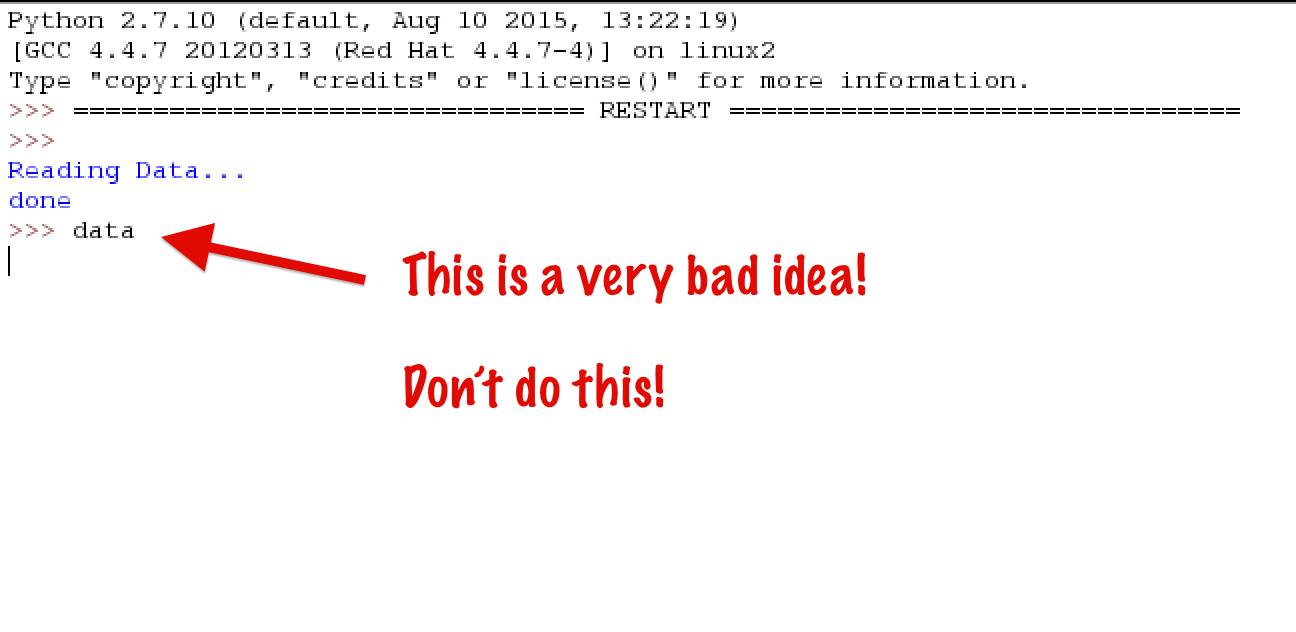 Python 2.7.10 (default, Aug 10 2015, 13:22:19)
[GCC 4.4.7 20120313 (Red Hat 4.4.7-4)] on linux2
Type "copyright", "credits" or "license()" for more information.
>>> ================================ RESTART ================================
>>>
Reading Data...
done
>>> data
This is a very bad idea!
Don't do this!